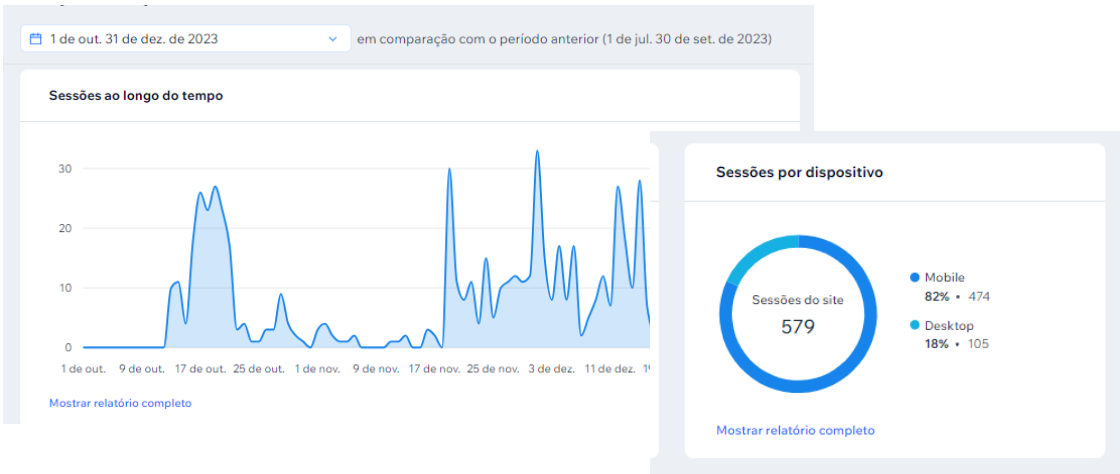 1 de out. 31 de dez. de 2023
em comparação com o período anterior (1 de jul. 30 de set. de 2023)
Sessões ao longo do tempo
30
20
10
0
1 de out. 9 de out. 17 de out. 25 de out. 1 de nov. 9 de nov. 17 de nov. 25 de nov. 3 de dez. 11 de dez.
Mostrar relatório completo
Sessões por dispositivo
Sessões do site
579
Mobile
82% • 474
Desktop
18% • 105
Mostrar relatório completo